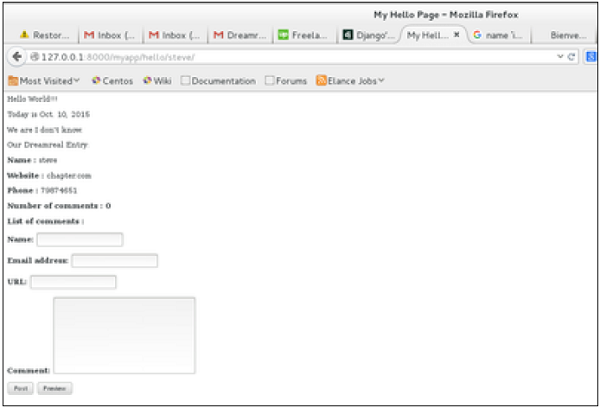 My Hello Page - Mozilla Firefox
Restor... M Inbox (... M Inbox (... M Dreamr... Freela... Django'... My Hell... × G name 'i... Bienve...
127.0.0.1:8000/myapp/hello/steve/
Most Visited Centos Wiki Documentation Forums Elance Jobs
Hello World!!!
Today is Oct. 10, 2015
We are I don't know.
Our Dreamreal Entry
Name : steve
Website : chapter.com
Phone : 79874651
Number of comments : 0
List of comments :
Name:
Email address:
URL:
Comment:
Post Preview